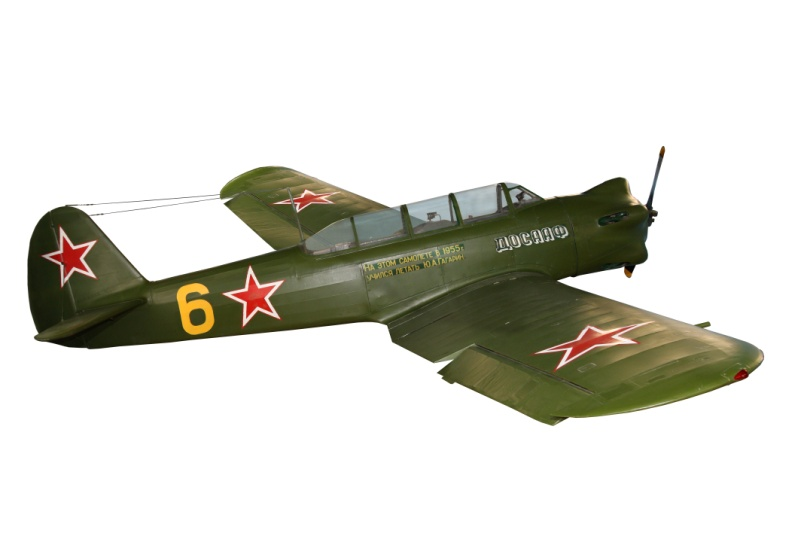 6
НА ЭТОМ САМОЛЕТЕ В 1955г.
УЧИЛСЯ ЛЕТАТЬ Ю.А.ГАГАРИН
ДОСААФ